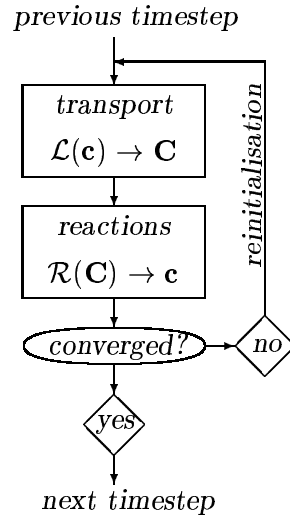 previous timestep
transport
𝓛(𝐜) → 𝐂
reinitialisation
reactions
𝓡(𝐂) → 𝐜
converged?
no
yes
next timestep